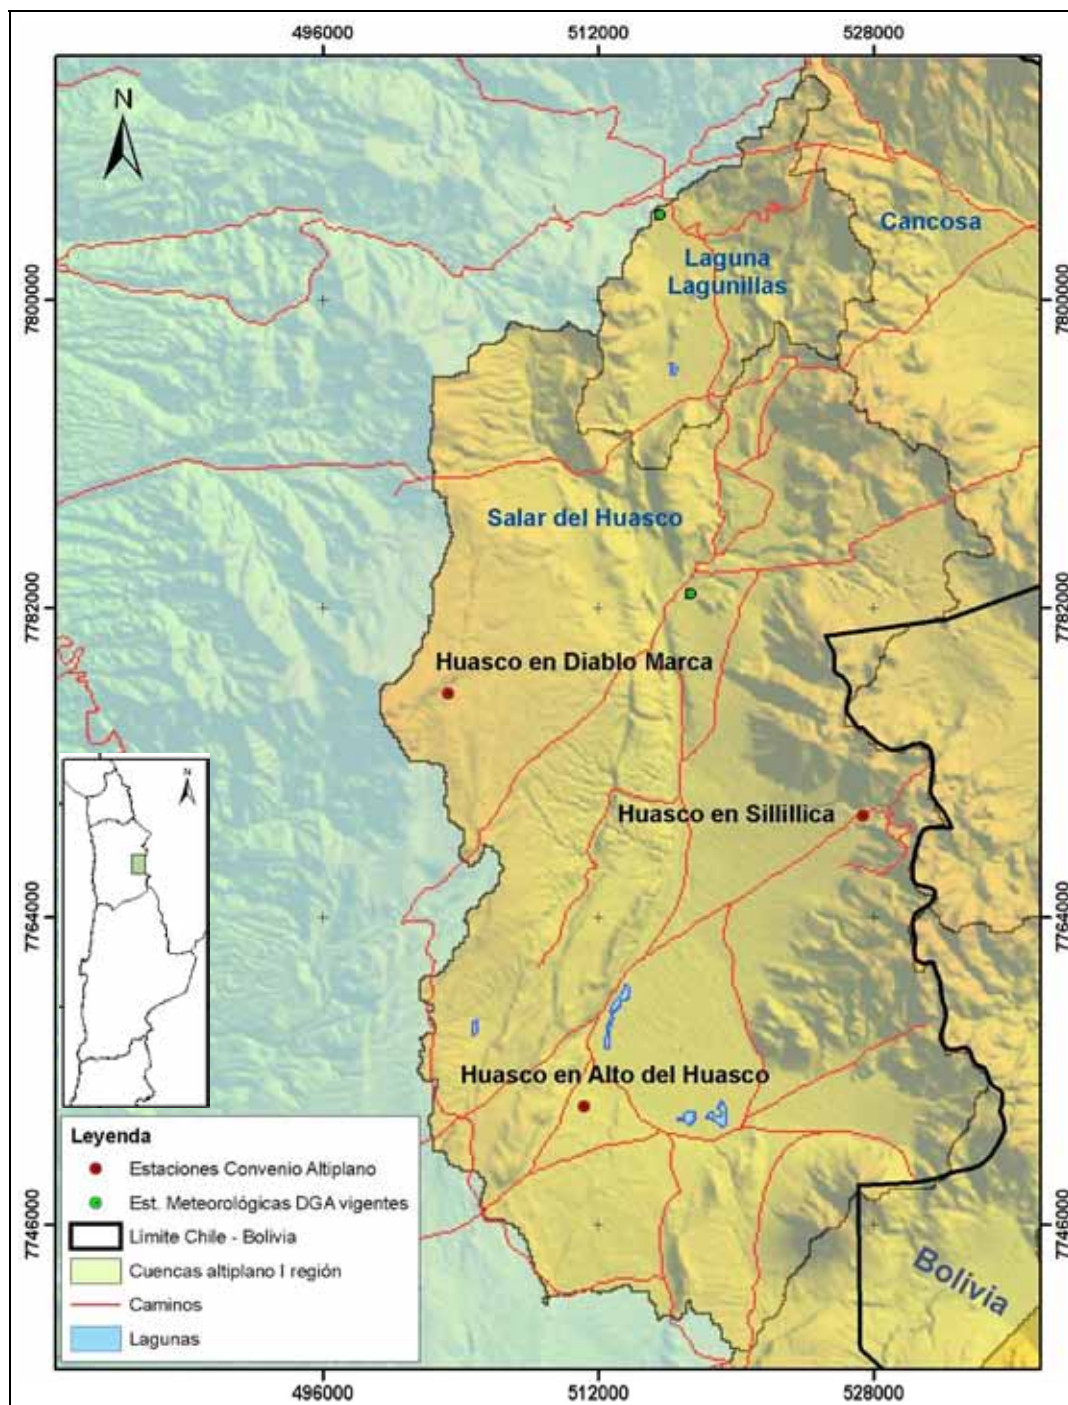 496000
512000
528000
N
Cancosa
Laguna
Lagunillas
7800000
7800000
Salar del Huasco
7782000
7782000
Huasco en Diablo Marca
N
Huasco en Sillillica
7764000
7764000
Huasco en Alto del Huasco
Leyenda
Estaciones Convenio Altiplano
Est. Meteorológicas DGA vigentes
Límite Chile - Bolivia
Cuencas altiplano I región
Caminos
Lagunas
7746000
7746000
Bolivia
496000
512000
528000